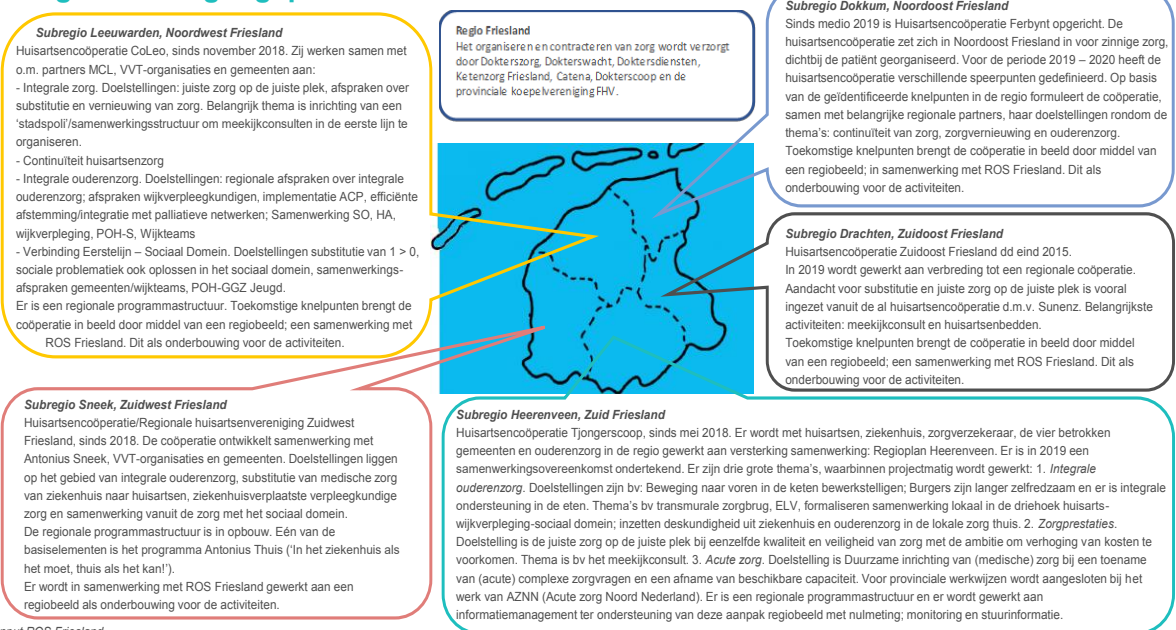 Subregio Leeuwarden, Noordwest Friesland
Huisartsencoöperatie CoLeo, sinds november 2018. Zij werken samen met
o.m. partners MCL, VVT-organisaties en gemeenten aan:
- Integrale zorg. Doelstellingen: juiste zorg op de juiste plek, afspraken over
substitutie en vernieuwing van zorg. Belangrijk thema is inrichting van een
‘stadspoli’/samenwerkingsstructuur om meekijkconsulten in de eerste lijn te
organiseren.
- Continuïteit huisartsenzorg
- Integrale ouderenzorg. Doelstellingen: regionale afspraken over integrale
ouderenzorg; afspraken wijkverpleegkundigen, implementatie ACP, efficiënte
afstemming/integratie met palliatieve netwerken; Samenwerking SO, HA,
wijkverpleging, POH-S, Wijkteams
- Verbinding Eerstelijn – Sociaal Domein. Doelstellingen substitutie van 1 > 0,
sociale problematiek ook oplossen in het sociaal domein, samenwerkings-
afspraken gemeenten/wijkteams, POH-GGZ Jeugd.
Er is een regionale programmastructuur. Toekomstige knelpunten brengt de
coöperatie in beeld door middel van een regiobeeld; een samenwerking met
ROS Friesland. Dit als onderbouwing voor de activiteiten.
Regio Friesland
Het organiseren en contracteren van zorg wordt verzorgt
door Dokterszorg, Dokterswacht, Doktersdiensten,
Ketenzorg Friesland, Catena, Dokterscoop en de
provinciale koepelvereniging FHV.
Subregio Dokkum, Noordoost Friesland
Sinds medio 2019 is Huisartsencoöperatie Ferbynt opgericht. De
huisartsencoöperatie zet zich in Noordoost Friesland in voor zinnige zorg,
dichtbij de patiënt georganiseerd. Voor de periode 2019 – 2020 heeft de
huisartsencoöperatie verschillende speerpunten gedefinieerd. Op basis
van de geïdentificeerde knelpunten in de regio formuleert de coöperatie,
samen met belangrijke regionale partners, haar doelstellingen rondom de
thema’s: continuïteit van zorg, zorgvernieuwing en ouderenzorg.
Toekomstige knelpunten brengt de coöperatie in beeld door middel van
een regiobeeld; in samenwerking met ROS Friesland. Dit als
onderbouwing voor de activiteiten.
Subregio Drachten, Zuidoost Friesland
Huisartsencoöperatie Zuidoost Friesland dd eind 2015.
In 2019 wordt gewerkt aan verbreding tot een regionale coöperatie.
Aandacht voor substitutie en juiste zorg op de juiste plek is vooral
ingezet vanuit de al huisartsencoöperatie d.m.v. Sunenz. Belangrijkste
activiteiten: meekijkconsult en huisartsenbedden.
Toekomstige knelpunten brengt de coöperatie in beeld door middel
van een regiobeeld; een samenwerking met ROS Friesland. Dit als
onderbouwing voor de activiteiten.
Subregio Sneek, Zuidwest Friesland
Huisartsencoöperatie/Regionale huisartsenvereniging Zuidwest
Friesland, sinds 2018. De coöperatie ontwikkelt samenwerking met
Antonius Sneek, VVT-organisaties en gemeenten. Doelstellingen liggen
op het gebied van integrale ouderenzorg, substitutie van medische zorg
van ziekenhuis naar huisartsen, ziekenhuisverplaatste verpleegkundige
zorg en samenwerking vanuit de zorg met het sociaal domein.
De regionale programmastructuur is in opbouw. Eén van de
basiselementen is het programma Antonius Thuis (‘In het ziekenhuis als
het moet, thuis als het kan!’).
Er wordt in samenwerking met ROS Friesland gewerkt aan een
regiobeeld als onderbouwing voor de activiteiten.
Subregio Heerenveen, Zuid Friesland
Huisartsencoöperatie Tjongerscoop, sinds mei 2018. Er wordt met huisartsen, ziekenhuis, zorgverzekeraar, de vier betrokken
gemeenten en ouderenzorg in de regio gewerkt aan versterking samenwerking: Regioplan Heerenveen. Er is in 2019 een
samenwerkingsovereenkomst ondertekend. Er zijn drie grote thema’s, waarbinnen projectmatig wordt gewerkt: 1. Integrale
ouderenzorg. Doelstellingen zijn bv: Beweging naar voren in de keten bewerkstelligen; Burgers zijn langer zelfredzaam en er is integrale
ondersteuning in de eten. Thema’s bv transmurale zorgbrug, ELV, formaliseren samenwerking lokaal in de driehoek huisarts-
wijkverpleging-sociaal domein; inzetten deskundigheid uit ziekenhuis en ouderenzorg in de lokale zorg thuis. 2. Zorgprestaties.
Doelstelling is de juiste zorg op de juiste plek bij eenzelfde kwaliteit en veiligheid van zorg met de ambitie om verhoging van kosten te
voorkomen. Thema is bv het meekijkconsult. 3. Acute zorg. Doelstelling is Duurzame inrichting van (medische) zorg bij een toename
van (acute) complexe zorgvragen en een afname van beschikbare capaciteit. Voor provinciale werkwijzen wordt aangesloten bij het
werk van AZNN (Acute zorg Noord Nederland). Er is een regionale programmastructuur en er wordt gewerkt aan
informatiemanagement ter ondersteuning van deze aanpak regiobeeld met nulmeting; monitoring en stuurinformatie.
ROS Friesland